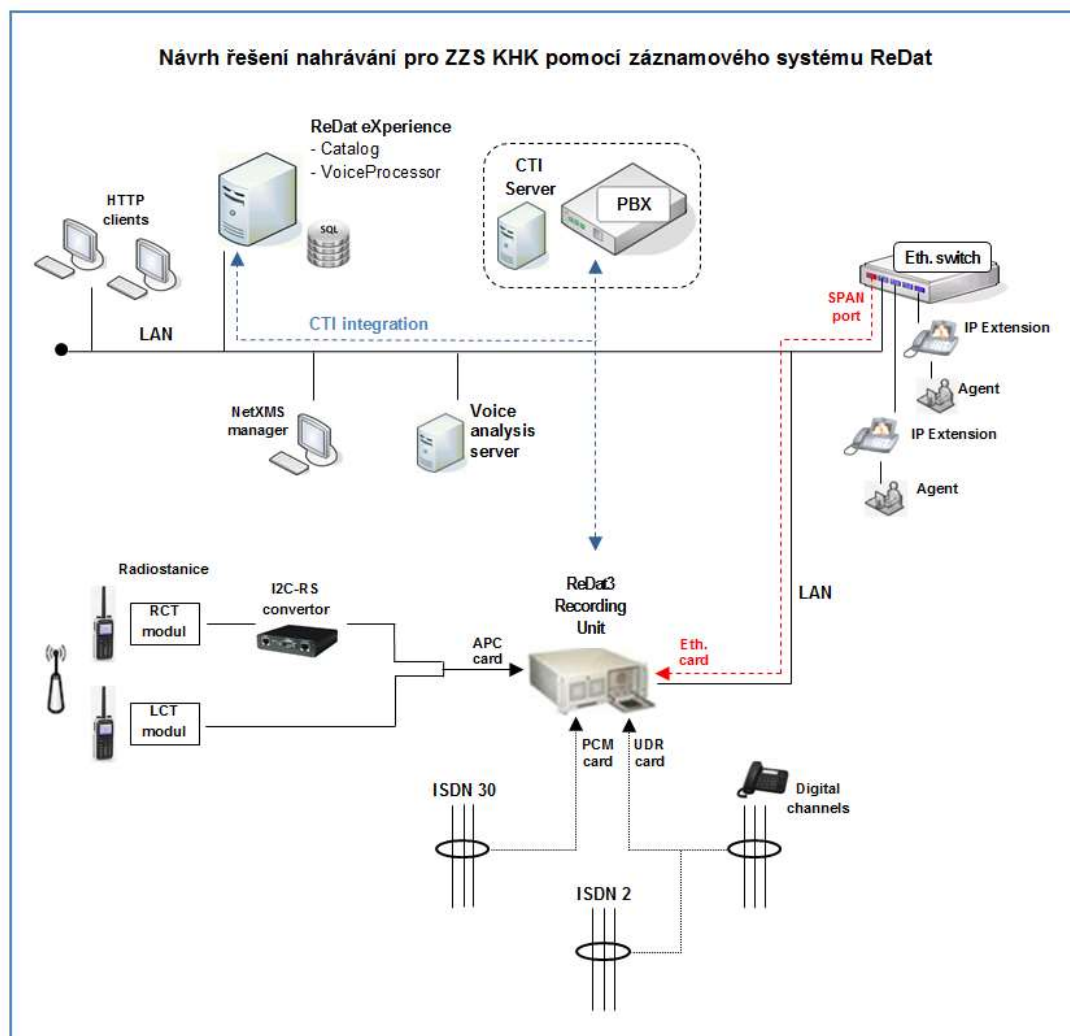 Návrh řešení nahrávání pro ZZS KHK pomocí záznamového systému ReDat
ReDat eXperience
- Catalog
- VoiceProcessor
SQL
HTTP
clients
CTI
Server
PBX
Eth. switch
SPAN
port
IP Extension
Agent
IP Extension
Agent
CTI integration
LAN
NetXMS
manager
Voice
analysis
server
Radiostanice
RCT
modul
I2C-RS
convertor
LCT
modul
APC
card
ReDat3
Recording
Unit
Eth.
card
LAN
PCM
card
UDR
card
ISDN 30
Digital
channels
ISDN 2